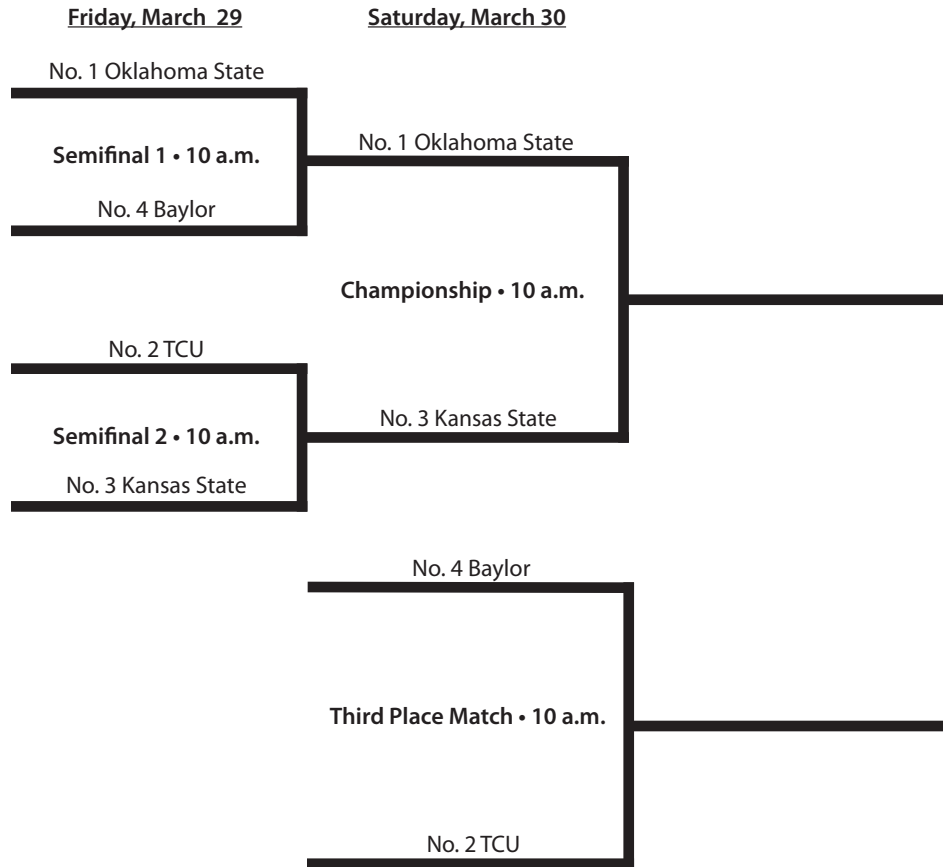 Friday, March 29
Saturday, March 30
No. 1 Oklahoma State
Semifinal 1 • 10 a.m.
No. 4 Baylor
No. 1 Oklahoma State
Championship • 10 a.m.
No. 2 TCU
Semifinal 2 • 10 a.m.
No. 3 Kansas State
No. 3 Kansas State
No. 4 Baylor
Third Place Match • 10 a.m.
No. 2 TCU